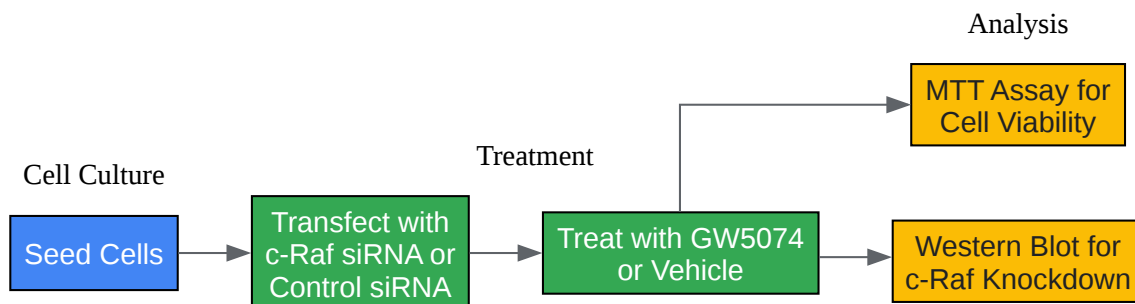 Cell Culture
Seed Cells
Treatment
Transfect with
c-Raf siRNA or
Control siRNA
Treat with GW5074
or Vehicle
Analysis
MTT Assay for
Cell Viability
Western Blot for
c-Raf Knockdown